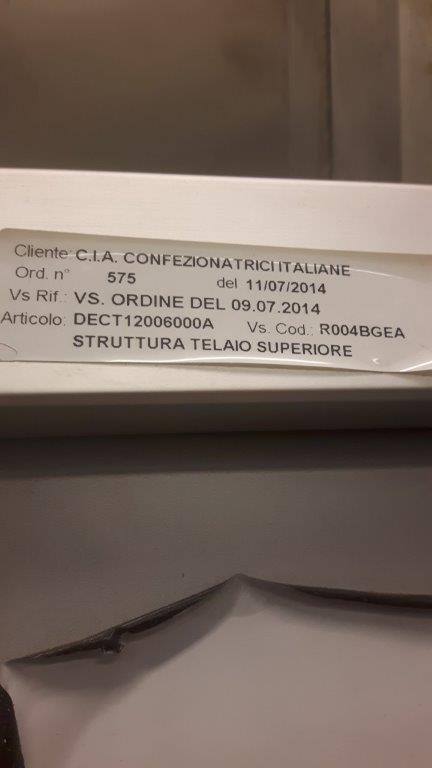 Cliente: C.I.A. CONFEZIONATRICI ITALIANE
Ord. n° 575 del 11/07/2014
Vs Rif.: VS. ORDINE DEL 09.07.2014
Articolo: DECT12006000A Vs. Cod.: R004BGEA
STRUTTURA TELAIO SUPERIORE